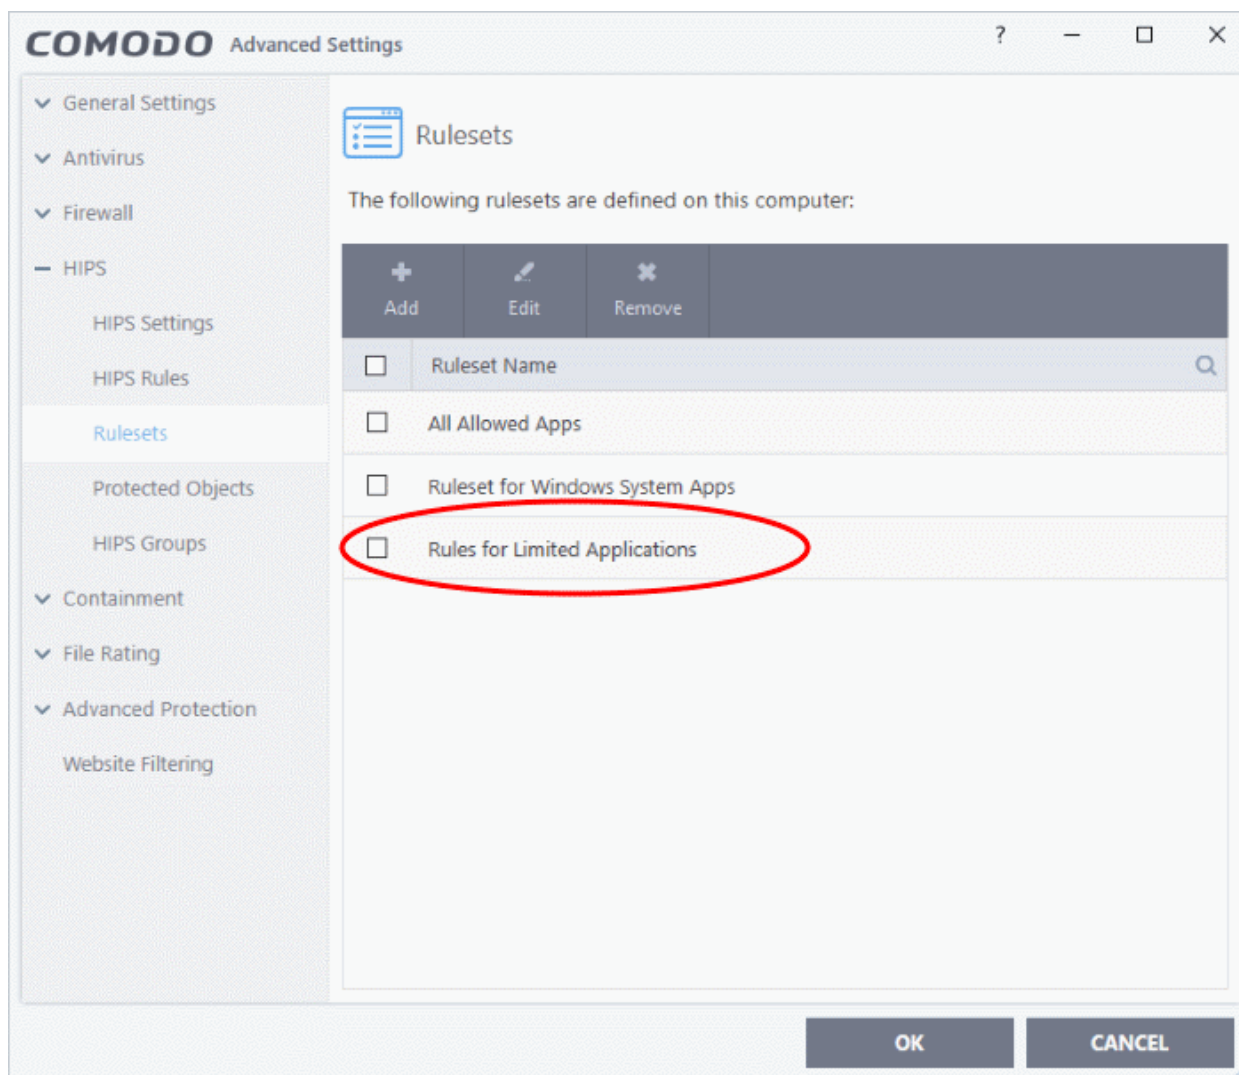 COMODO Advanced Settings ?
General Settings
Antivirus
Firewall
HIPS
HIPS Settings
HIPS Rules
Rulesets
Protected Objects
HIPS Groups
Containment
File Rating
Advanced Protection
Website Filtering
Rulesets
The following rulesets are defined on this computer:
Add Edit Remove
Ruleset Name
All Allowed Apps
Ruleset for Windows System Apps
Rules for Limited Applications
OK CANCEL